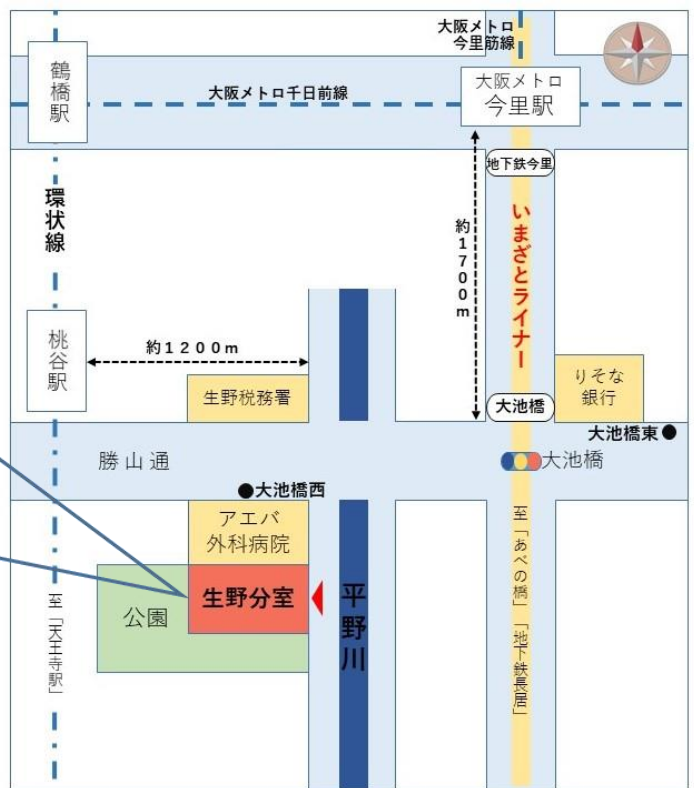 大阪メトロ
今里筋線
鶴橋駅
大阪メトロ千日前線
大阪メトロ
今里駅
地下鉄今里
環状線
約1700m
いまざとライナー
桃谷駅
約1200m
生野税務署
大池橋
りそな
銀行
大池橋東
勝山通
大池橋
大池橋西
アエバ
外科病院
公園
生野分室
平野川
至「天王寺駅」
至「あべの橋」「地下鉄長居」